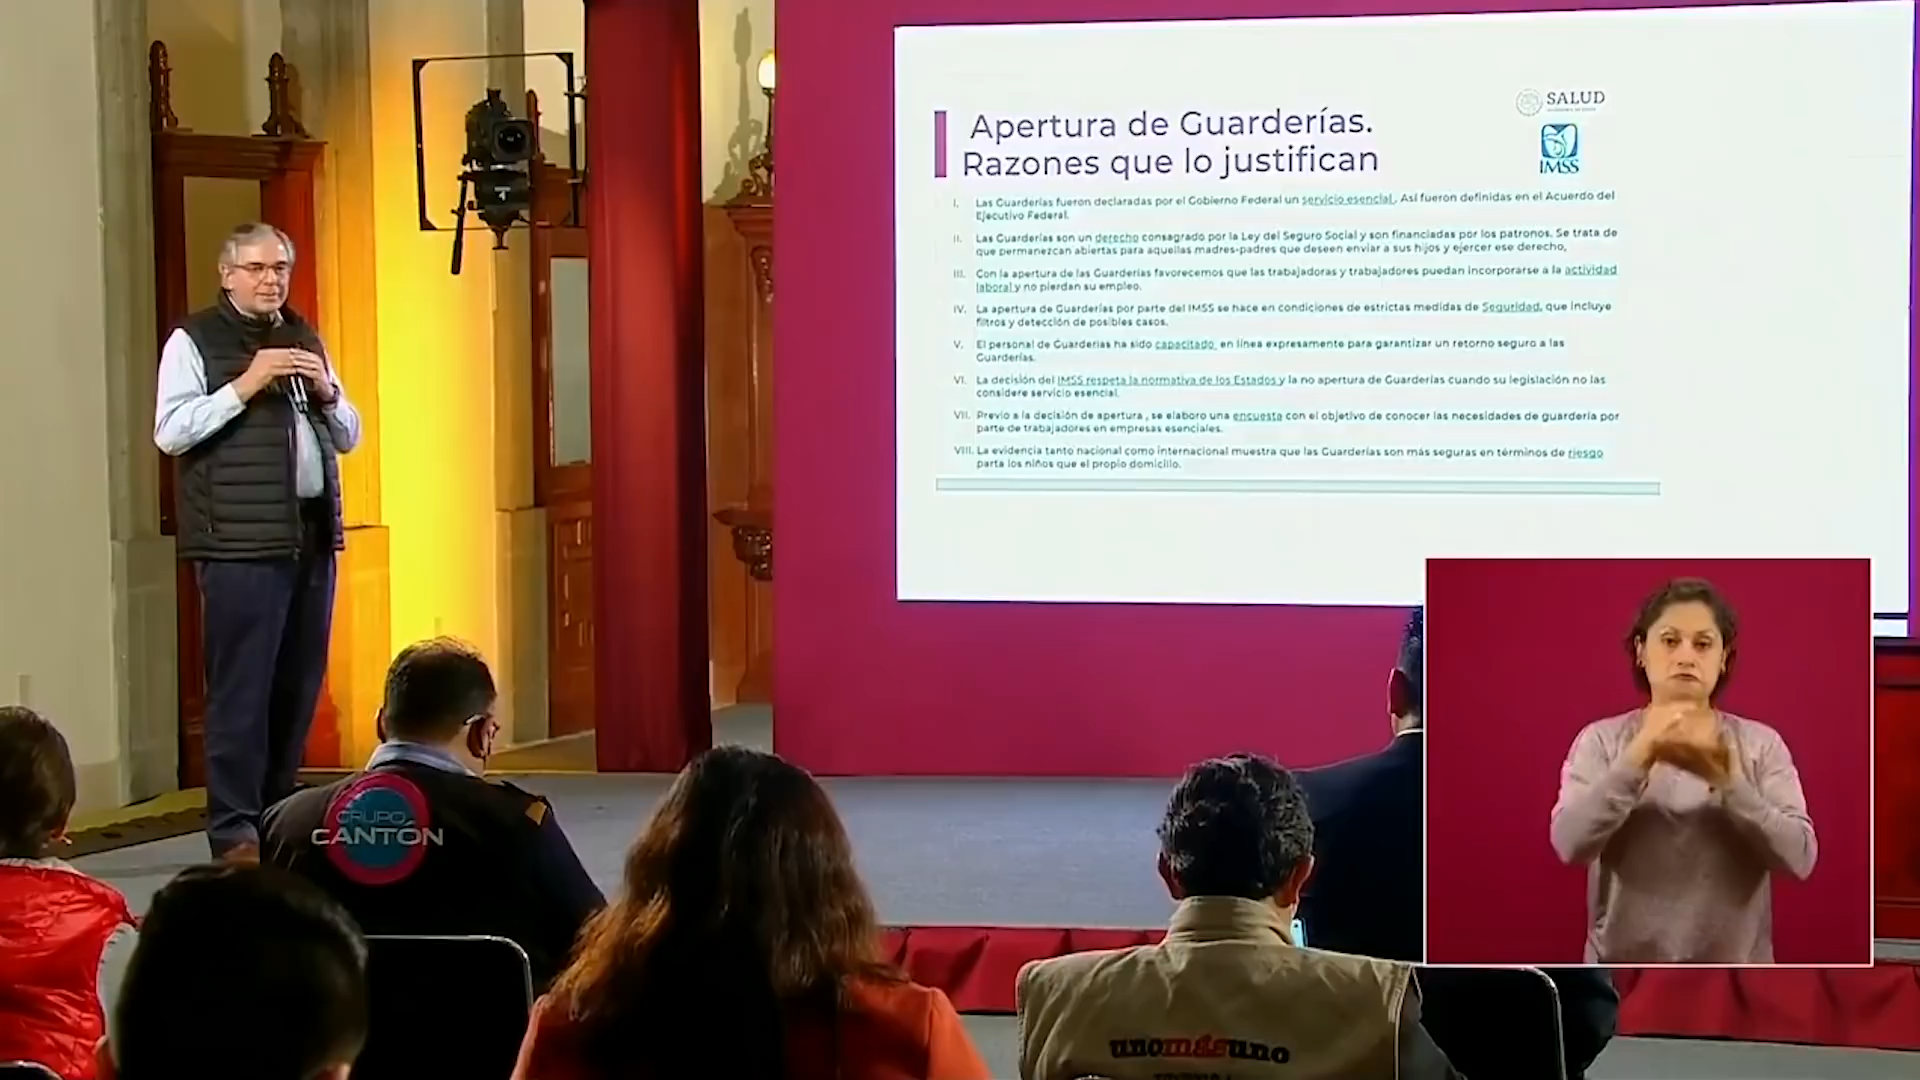 SALUD
IMSS
Apertura de Guarderías.
Razones que lo justifican
I. Las Guarderías fueron declaradas por el Gobierno Federal un servicio esencial . Así fueron definidas en el Acuerdo del
Ejecutivo Federal.
II. Las Guarderías son un derecho consagrado por la Ley del Seguro Social y son financiadas por los patronos. Se trata de
que permanezcan abiertas para aquellas madres-padres que deseen enviar a sus hijos y ejercer ese derecho,
III. Con la apertura de las Guarderías favorecemos que las trabajadoras y trabajadores puedan incorporarse a la actividad
laboral y no pierdan su empleo.
IV. La apertura de Guarderías por parte del IMSS se hace en condiciones de estrictas medidas de Seguridad, que incluye
filtros y detección de posibles casos.
V. El personal de Guarderías ha sido capacitado en línea expresamente para garantizar un retorno seguro a las
Guarderías.
VI. La decisión del IMSS respeta la normativa de los Estados y la no apertura de Guarderías cuando su legislación no las
considere servicio esencial.
VII. Previo a la decisión de apertura , se elaboro una encuesta con el objetivo de conocer las necesidades de guardería por
parte de trabajadores en empresas esenciales.
VIII. La evidencia tanto nacional como internacional muestra que las Guarderías son más seguras en términos de riesgo
parta los niños que el propio domicilio.
GRUPO
CANTÓN
unomásuno